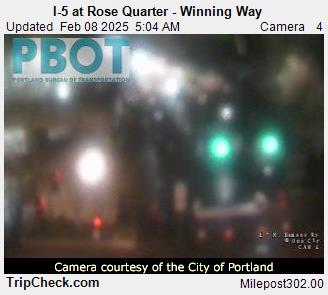 I-5 at Rose Quarter - Winning Way
Updated Feb 08 2025 5:04 AM Camera 4
PBOT
PORTLAND BUREAU OF TRANSPORTATION
Camera courtesy of the City of Portland
TripCheck.com Milepost302.00